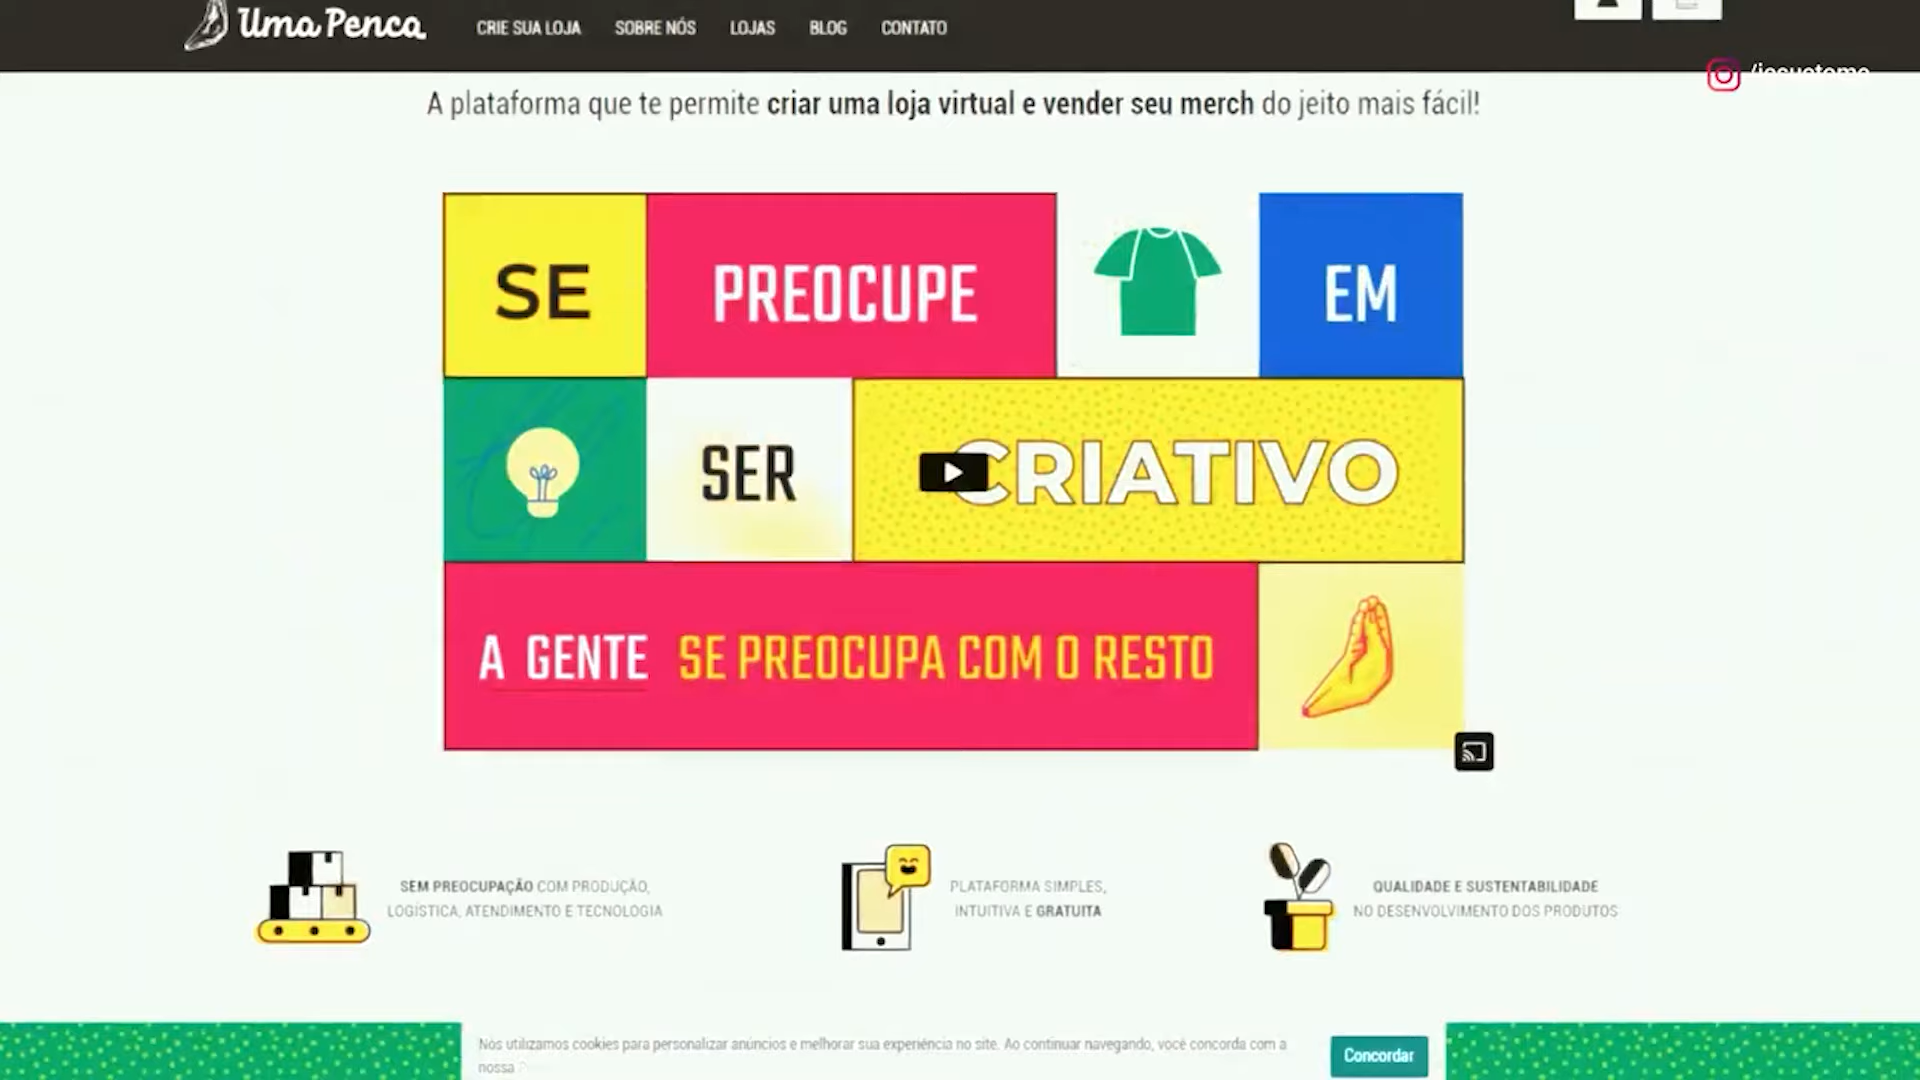 Uma Penca
CRIE SUA LOJA SOBRE NÓS LOJAS BLOG CONTATO
A plataforma que te permite criar uma loja virtual e vender seu merch do jeito mais fácil!
SE PREOCUPE EM
SER CRIATIVO
A GENTE SE PREOCUPA COM O RESTO
SEM PREOCUPAÇÃO COM PRODUÇÃO,
LOGÍSTICA, ATENDIMENTO E TECNOLOGIA
PLATAFORMA SIMPLES,
INTUITIVA E GRATUITA
QUALIDADE E SUSTENTABILIDADE
NO DESENVOLVIMENTO DOS PRODUTOS
Nós utilizamos cookies para personalizar anúncios e melhorar sua experiência no site. Ao continuar navegando, você concorda com a
nossa
Concordar